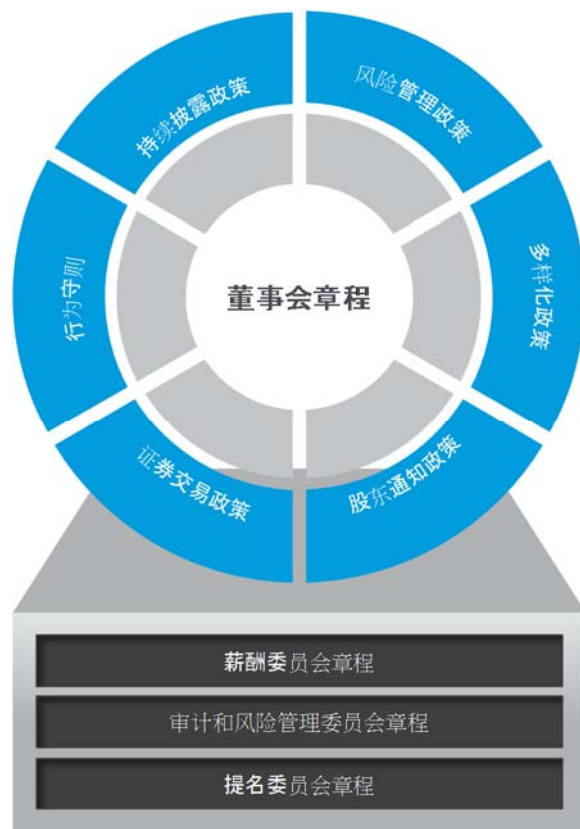 持续披露政策
风险管理政策
行为守则
董事会章程
多样化政策
证券交易政策
股东通知政策
薪酬委员会章程
审计和风险管理委员会章程
提名委员会章程